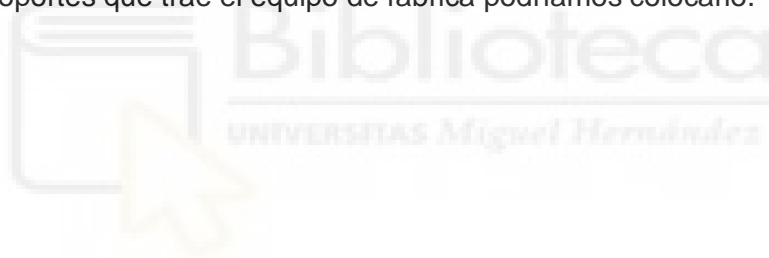 oportes que trae el equipo de fábrica podríamos colocarlo.
Biblioteca
UNIVERSITAS Miguel Hernández